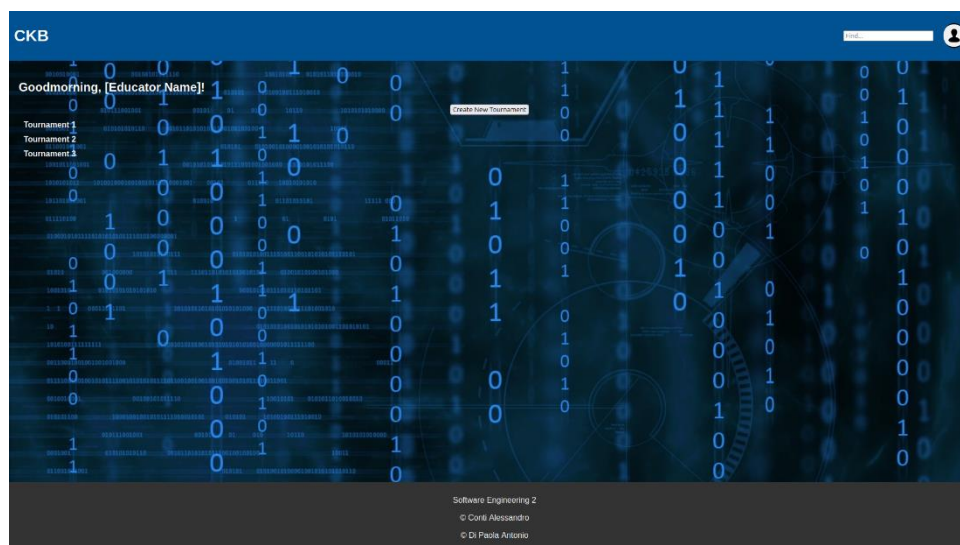 CKB
Find...
Goodmorning, [Educator Name]!
Create New Tournament
Tournament 1
Tournament 2
Tournament 3
Software Engineering 2
© Conti Alessandro
© Di Paola Antonio